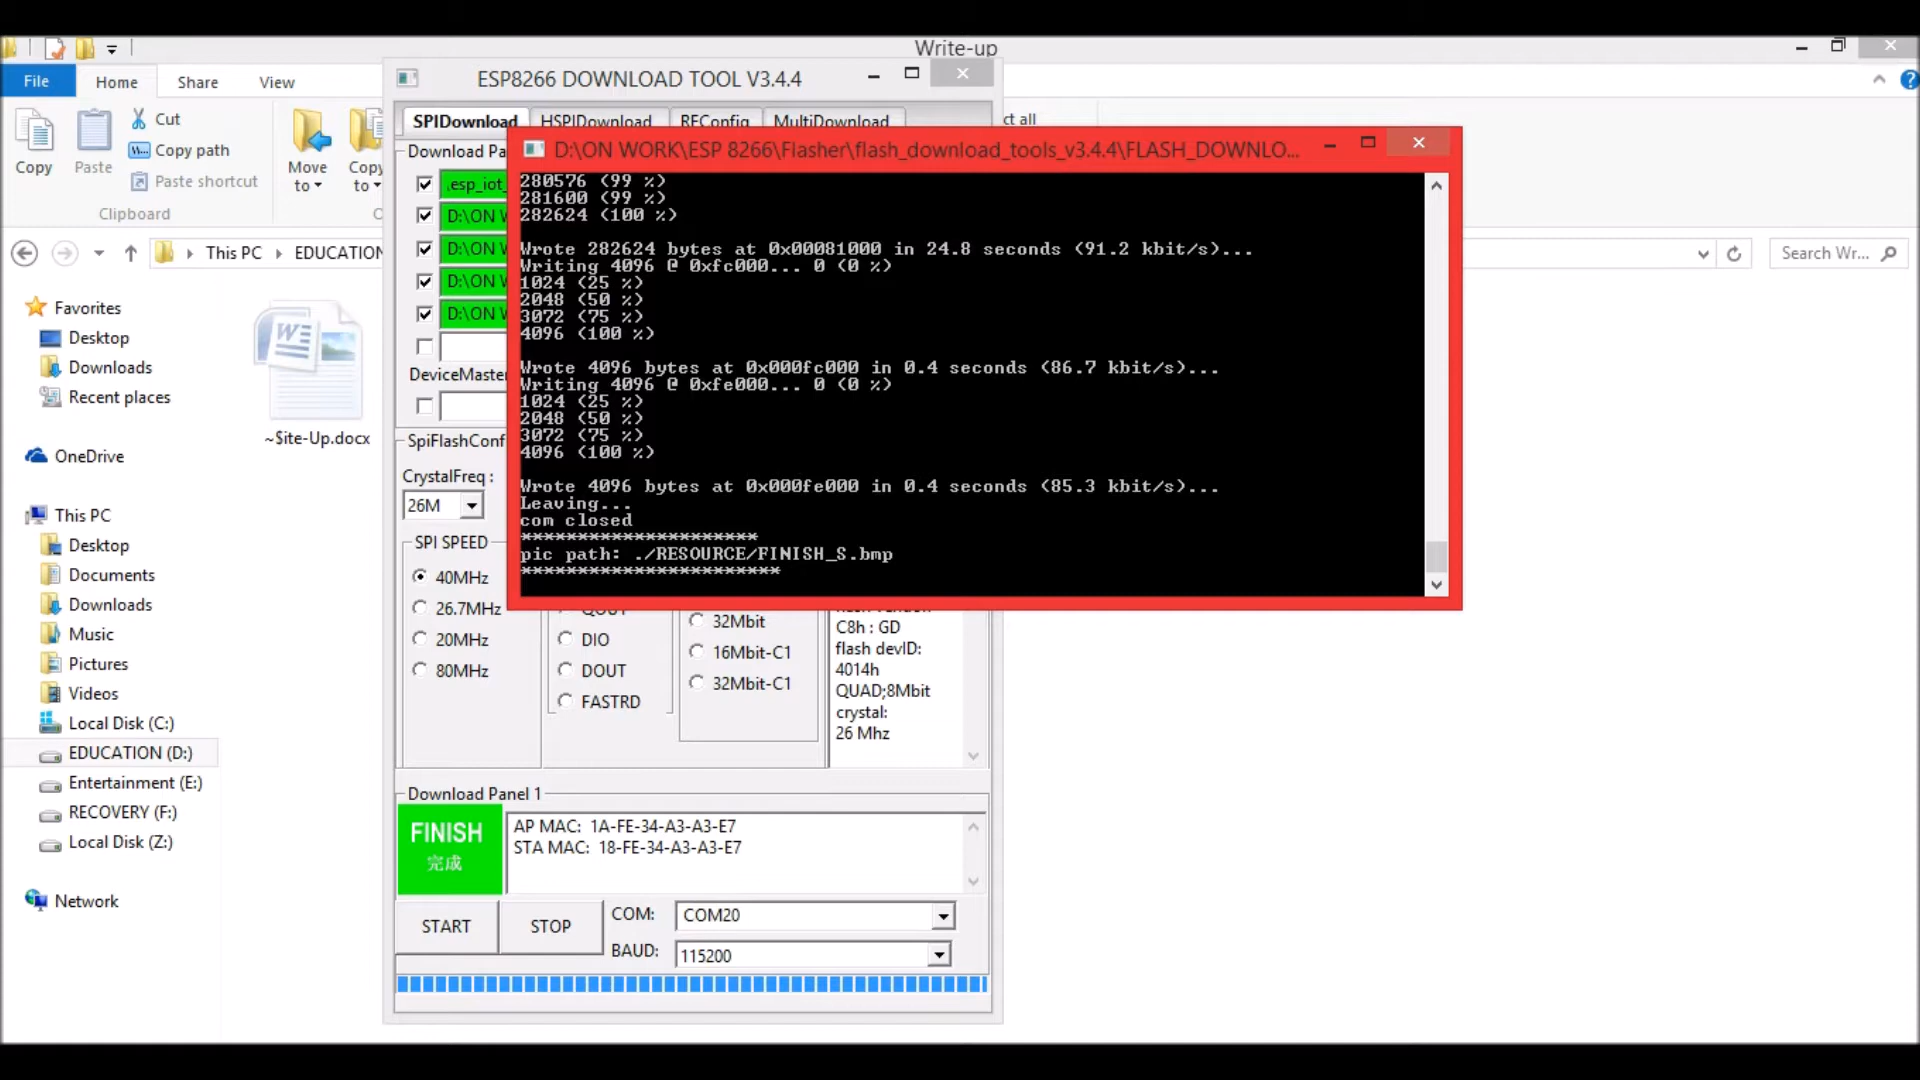 Write-up
File
Home
Share
View
Cut
Copy path
Paste shortcut
Copy
Paste
Move
to
Copy
to
Clipboard
ct all
This PC
EDUCATION
Search Wr...
Favorites
Desktop
Downloads
Recent places
OneDrive
This PC
Desktop
Documents
Downloads
Music
Pictures
Videos
Local Disk (C:)
EDUCATION (D:)
Entertainment (E:)
RECOVERY (F:)
Local Disk (Z:)
Network
~$ite-Up.docx
ESP8266 DOWNLOAD TOOL V3.4.4
SPIDownload
HSPIDownload
RFConfig
MultiDownload
Download Pa
\esp_iot_
D:\ON W
D:\ON W
D:\ON W
D:\ON W
DeviceMaster
SpiFlashConf
CrystalFreq :
26M
SPI SPEED
40MHz
26.7MHz
20MHz
80MHz
DIO
DOUT
FASTRD
32Mbit
16Mbit-C1
32Mbit-C1
C8h : GD
flash devID:
4014h
QUAD;8Mbit
crystal:
26 Mhz
D:\ON WORK\ESP 8266\Flasher\flash_download_tools_v3.4.4\FLASH_DOWNLO...
280576 (99 %)
281600 (99 %)
282624 (100 %)
Wrote 282624 bytes at 0x00081000 in 24.8 seconds (91.2 kbit/s)...
Writing 4096 @ 0xfc000... 0 (0 %)
1024 (25 %)
2048 (50 %)
3072 (75 %)
4096 (100 %)
Wrote 4096 bytes at 0x000fc000 in 0.4 seconds (86.7 kbit/s)...
Writing 4096 @ 0xfe000... 0 (0 %)
1024 (25 %)
2048 (50 %)
3072 (75 %)
4096 (100 %)
Wrote 4096 bytes at 0x000fe000 in 0.4 seconds (85.3 kbit/s)...
Leaving...
com closed
*********************
pic path: ./RESOURCE/FINISH_S.bmp
***********************
Download Panel 1
FINISH
完成
AP MAC: 1A-FE-34-A3-A3-E7
STA MAC: 18-FE-34-A3-A3-E7
START
STOP
COM:
COM20
BAUD:
115200